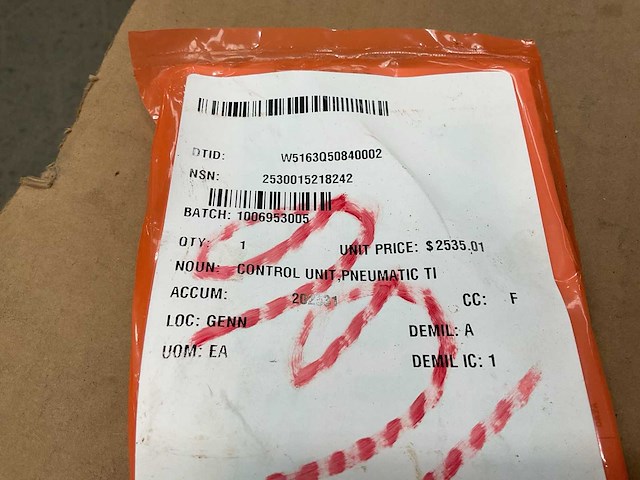 DTID: W5163Q50840002
NSN: 2530015218242
BATCH: 1006953005
QTY: 1 UNIT PRICE: $2535.01
NOUN: CONTROL UNIT,PNEUMATIC TI
ACCUM: CC: F
LOC: GENN DEMIL: A
UOM: EA DEMIL IC: 1